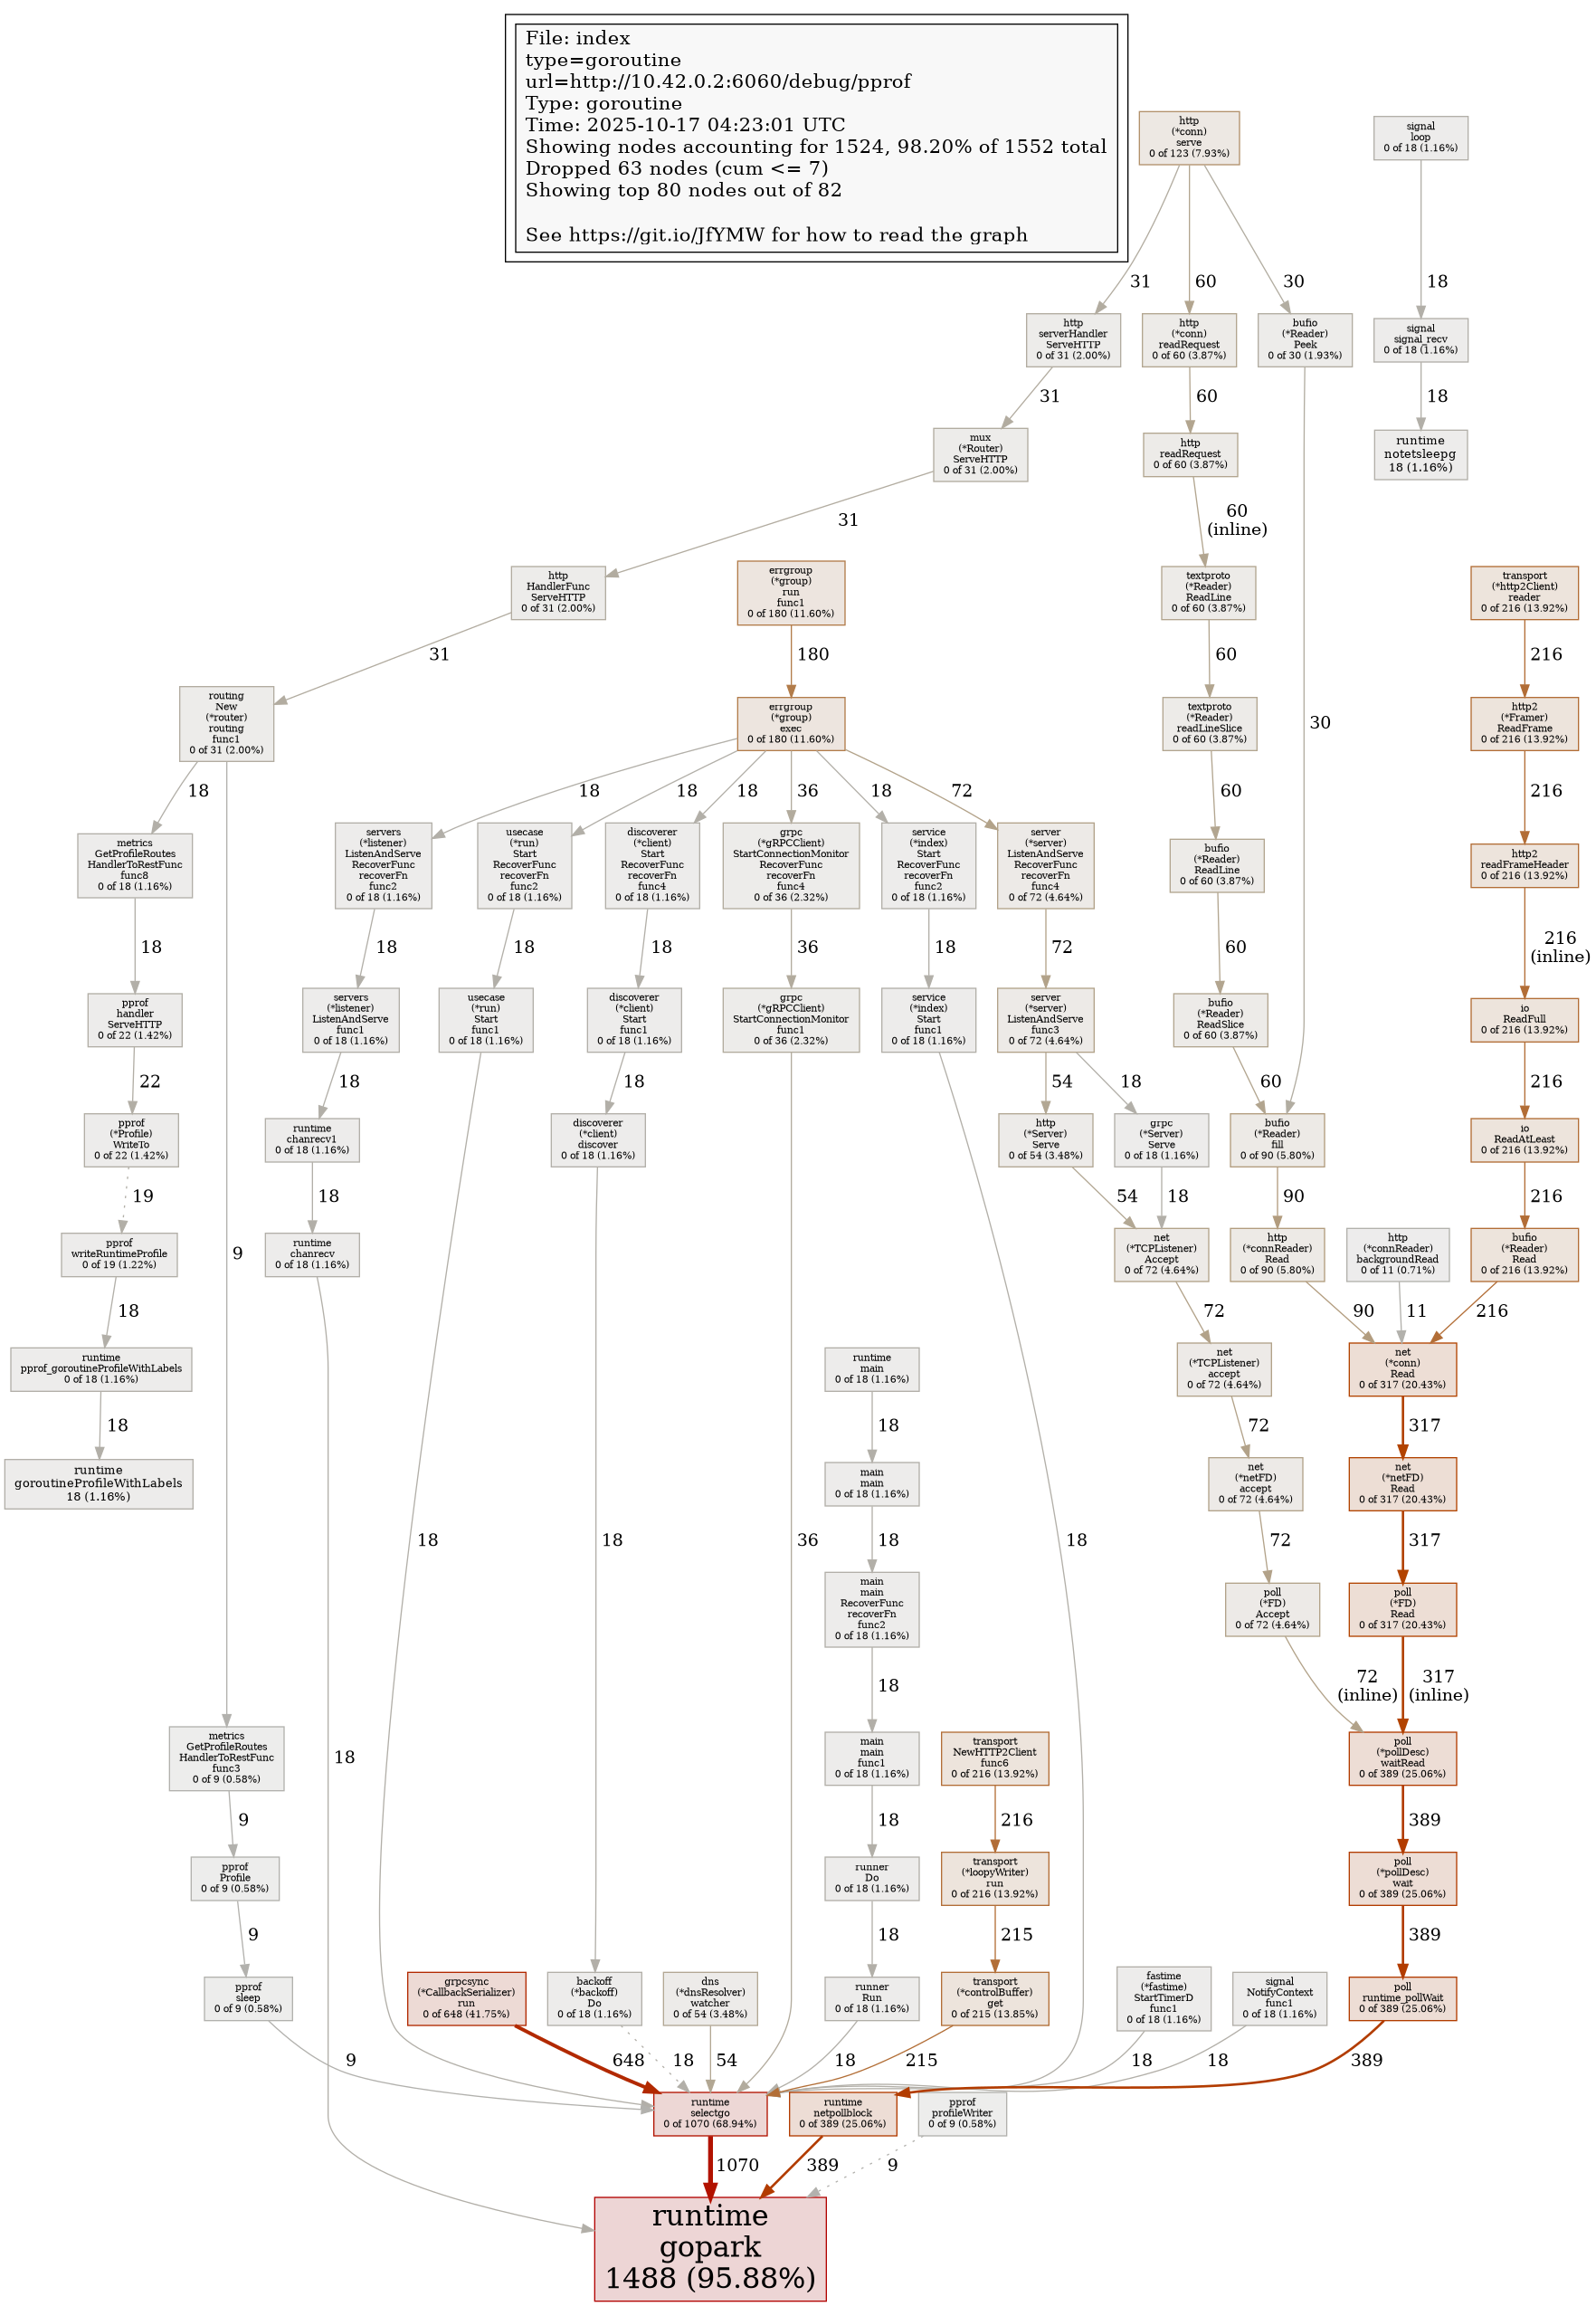 File: index
type=goroutine
url=http://10.42.0.2:6060/debug/pprof
Type: goroutine
Time: 2025-10-17 04:23:01 UTC
Showing nodes accounting for 1524, 98.20% of 1552 total
Dropped 63 nodes (cum <= 7)
Showing top 80 nodes out of 82
See https://git.io/JfYMW for how to read the graph
http
(*conn)
serve
0 of 123 (7.93%)
signal
loop
0 of 18 (1.16%)
31
60
30
18
http
serverHandler
ServeHTTP
0 of 31 (2.00%)
http
(*conn)
readRequest
0 of 60 (3.87%)
bufio
(*Reader)
Peek
0 of 30 (1.93%)
signal
signal_recv
0 of 18 (1.16%)
31
60
18
mux
(*Router)
ServeHTTP
0 of 31 (2.00%)
http
readRequest
0 of 60 (3.87%)
runtime
notetsleepg
18 (1.16%)
31
60
(inline)
http
HandlerFunc
ServeHTTP
0 of 31 (2.00%)
errgroup
(*group)
run
func1
0 of 180 (11.60%)
textproto
(*Reader)
ReadLine
0 of 60 (3.87%)
transport
(*http2Client)
reader
0 of 216 (13.92%)
31
180
60
216
routing
New
(*router)
routing
func1
0 of 31 (2.00%)
errgroup
(*group)
exec
0 of 180 (11.60%)
textproto
(*Reader)
readLineSlice
0 of 60 (3.87%)
30
http2
(*Framer)
ReadFrame
0 of 216 (13.92%)
18
18
18
18
36
18
72
60
216
metrics
GetProfileRoutes
HandlerToRestFunc
func8
0 of 18 (1.16%)
servers
(*listener)
ListenAndServe
RecoverFunc
recoverFn
func2
0 of 18 (1.16%)
usecase
(*run)
Start
RecoverFunc
recoverFn
func2
0 of 18 (1.16%)
discoverer
(*client)
Start
RecoverFunc
recoverFn
func4
0 of 18 (1.16%)
grpc
(*gRPCClient)
StartConnectionMonitor
RecoverFunc
recoverFn
func4
0 of 36 (2.32%)
service
(*index)
Start
RecoverFunc
recoverFn
func2
0 of 18 (1.16%)
server
(*server)
ListenAndServe
RecoverFunc
recoverFn
func4
0 of 72 (4.64%)
bufio
(*Reader)
ReadLine
0 of 60 (3.87%)
http2
readFrameHeader
0 of 216 (13.92%)
18
18
18
18
36
18
72
60
216
(inline)
pprof
handler
ServeHTTP
0 of 22 (1.42%)
servers
(*listener)
ListenAndServe
func1
0 of 18 (1.16%)
usecase
(*run)
Start
func1
0 of 18 (1.16%)
discoverer
(*client)
Start
func1
0 of 18 (1.16%)
grpc
(*gRPCClient)
StartConnectionMonitor
func1
0 of 36 (2.32%)
service
(*index)
Start
func1
0 of 18 (1.16%)
server
(*server)
ListenAndServe
func3
0 of 72 (4.64%)
bufio
(*Reader)
ReadSlice
0 of 60 (3.87%)
io
ReadFull
0 of 216 (13.92%)
22
18
18
54
18
60
216
pprof
(*Profile)
WriteTo
0 of 22 (1.42%)
runtime
chanrecv1
0 of 18 (1.16%)
discoverer
(*client)
discover
0 of 18 (1.16%)
http
(*Server)
Serve
0 of 54 (3.48%)
grpc
(*Server)
Serve
0 of 18 (1.16%)
bufio
(*Reader)
fill
0 of 90 (5.80%)
io
ReadAtLeast
0 of 216 (13.92%)
19
18
54
18
90
216
pprof
writeRuntimeProfile
0 of 19 (1.22%)
9
runtime
chanrecv
0 of 18 (1.16%)
net
(*TCPListener)
Accept
0 of 72 (4.64%)
http
(*connReader)
Read
0 of 90 (5.80%)
http
(*connReader)
backgroundRead
0 of 11 (0.71%)
bufio
(*Reader)
Read
0 of 216 (13.92%)
18
72
90
11
216
runtime
pprof_goroutineProfileWithLabels
0 of 18 (1.16%)
runtime
main
0 of 18 (1.16%)
net
(*TCPListener)
accept
0 of 72 (4.64%)
net
(*conn)
Read
0 of 317 (20.43%)
18
18
72
317
runtime
goroutineProfileWithLabels
18 (1.16%)
main
main
0 of 18 (1.16%)
net
(*netFD)
accept
0 of 72 (4.64%)
net
(*netFD)
Read
0 of 317 (20.43%)
18
18
36
18
18
72
317
main
main
RecoverFunc
recoverFn
func2
0 of 18 (1.16%)
poll
(*FD)
Accept
0 of 72 (4.64%)
poll
(*FD)
Read
0 of 317 (20.43%)
18
72
(inline)
317
(inline)
metrics
GetProfileRoutes
HandlerToRestFunc
func3
0 of 9 (0.58%)
18
main
main
func1
0 of 18 (1.16%)
transport
NewHTTP2Client
func6
0 of 216 (13.92%)
poll
(*pollDesc)
waitRead
0 of 389 (25.06%)
9
18
216
389
pprof
Profile
0 of 9 (0.58%)
runner
Do
0 of 18 (1.16%)
transport
(*loopyWriter)
run
0 of 216 (13.92%)
poll
(*pollDesc)
wait
0 of 389 (25.06%)
9
18
215
389
pprof
sleep
0 of 9 (0.58%)
grpcsync
(*CallbackSerializer)
run
0 of 648 (41.75%)
backoff
(*backoff)
Do
0 of 18 (1.16%)
dns
(*dnsResolver)
watcher
0 of 54 (3.48%)
runner
Run
0 of 18 (1.16%)
transport
(*controlBuffer)
get
0 of 215 (13.85%)
fastime
(*fastime)
StartTimerD
func1
0 of 18 (1.16%)
signal
NotifyContext
func1
0 of 18 (1.16%)
poll
runtime_pollWait
0 of 389 (25.06%)
9
648
18
54
18
215
18
18
389
runtime
selectgo
0 of 1070 (68.94%)
runtime
netpollblock
0 of 389 (25.06%)
pprof
profileWriter
0 of 9 (0.58%)
1070
389
9
runtime
gopark
1488 (95.88%)